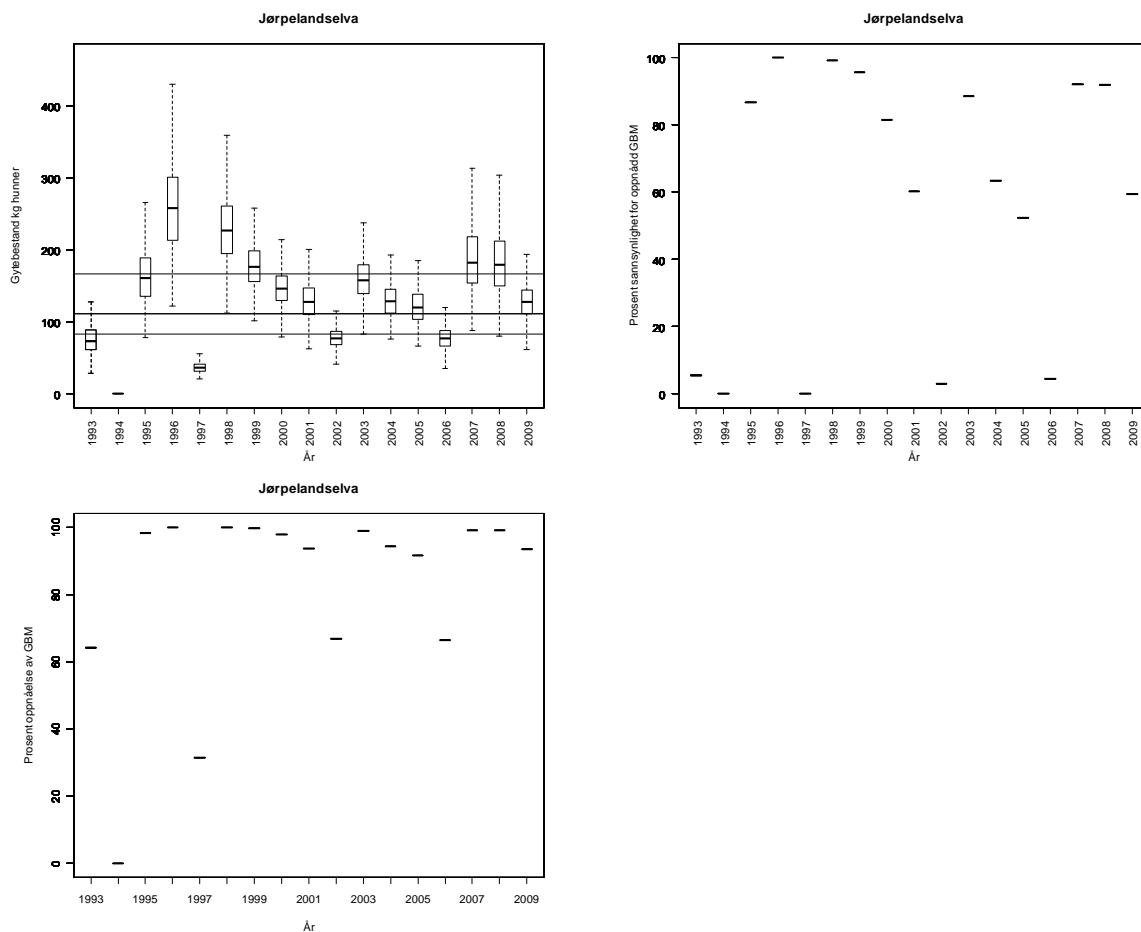 Jørpelandselva
Gytebestand kg hunner
400
300
200
100
0
1993 1994 1995 1996 1997 1998 1999 2000 2001 2002 2003 2004 2005 2006 2007 2008 2009
År
Jørpelandselva
Prosent sannsynlighet for oppnådd GBM
100
80
60
40
20
0
1993 1994 1995 1996 1997 1998 1999 2000 2001 2002 2003 2004 2005 2006 2007 2008 2009
År
Jørpelandselva
Prosent oppnåelse av GBM
100
80
60
40
20
0
1993 1995 1997 1999 2001 2003 2005 2007 2009
År